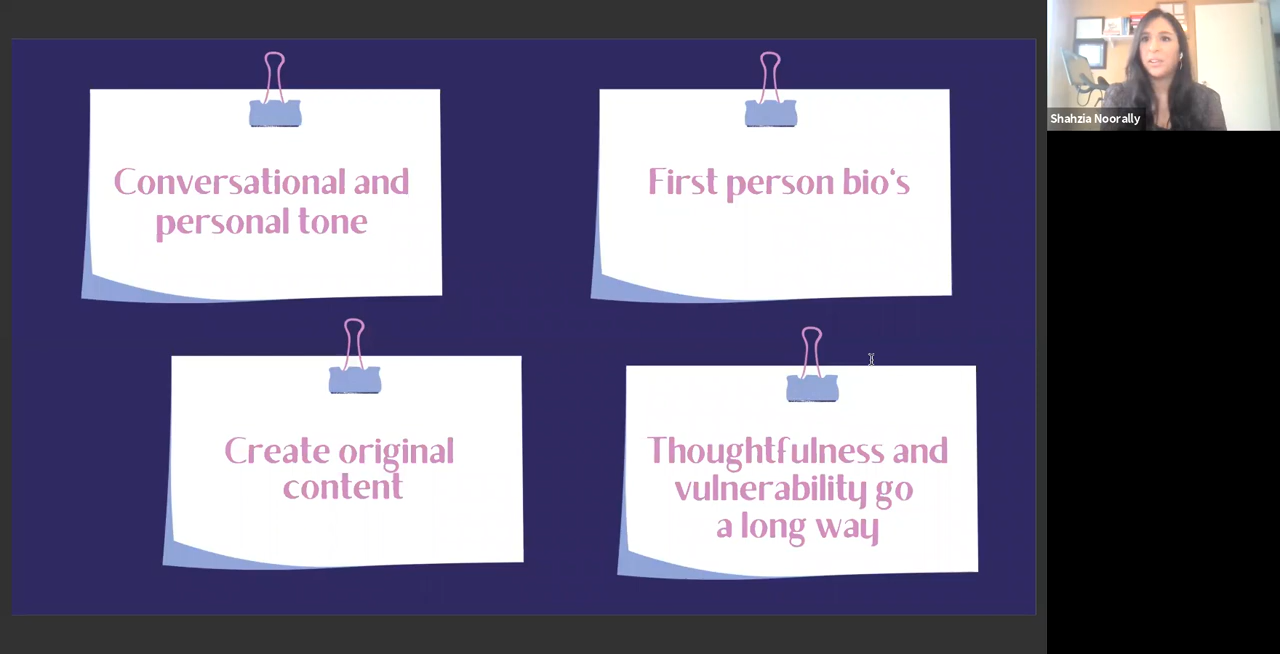 Conversational and
personal tone
First person bio's
Create original
content
Thoughtfulness and
vulnerability go
a long way
Shahzia Noorally